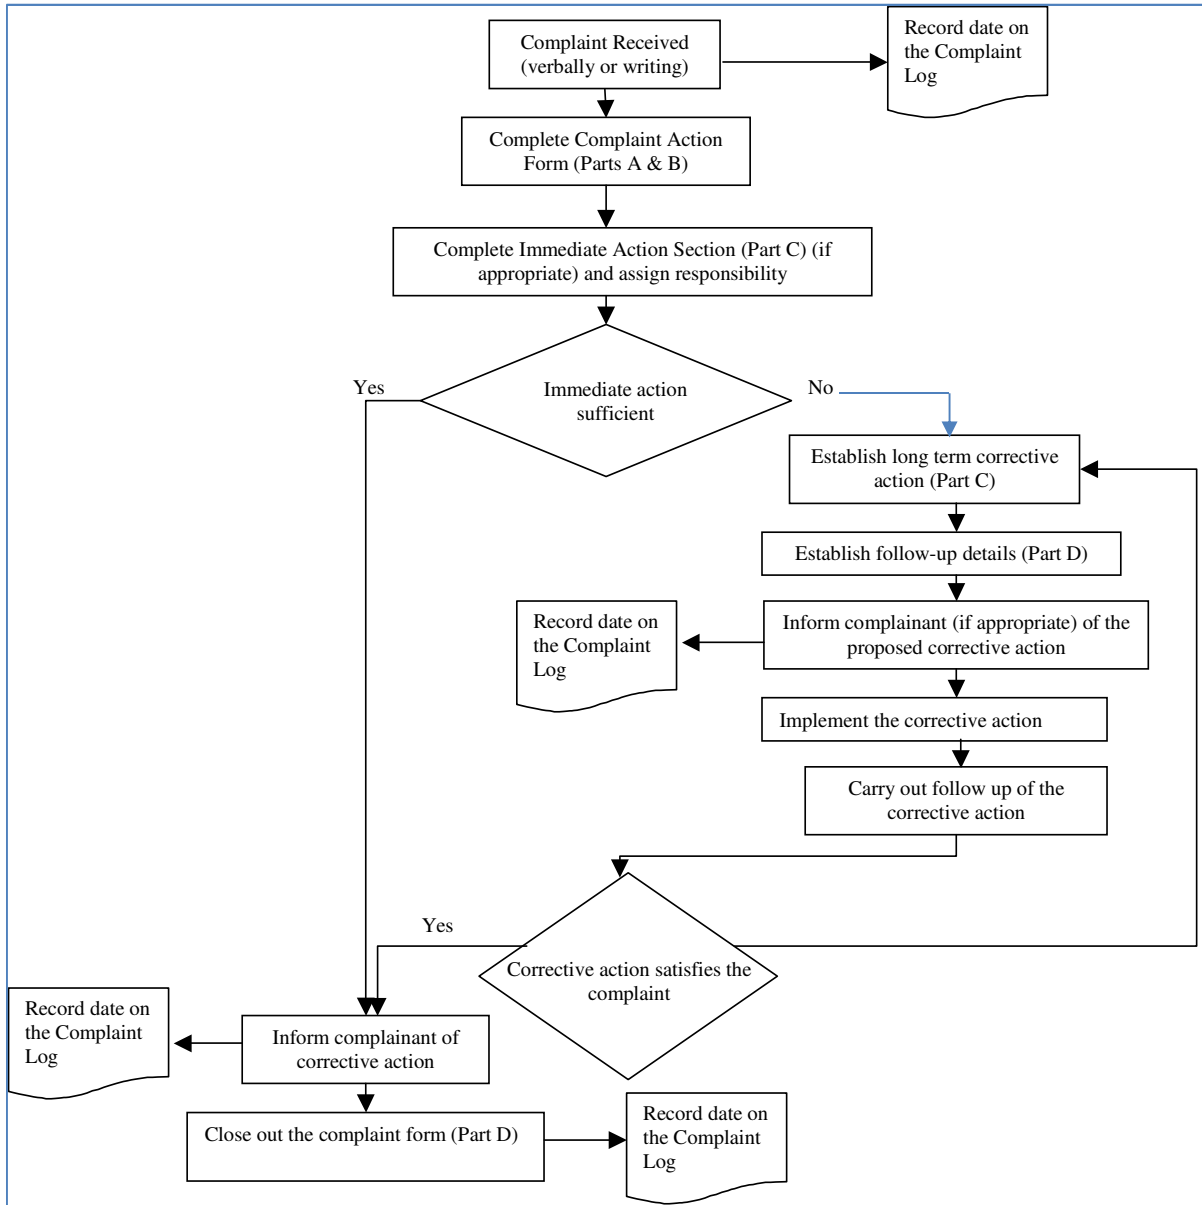 Complaint Received
(verbally or writing)
Record date on
the Complaint
Log
Complete Complaint Action
Form (Parts A & B)
Complete Immediate Action Section (Part C) (if
appropriate) and assign responsibility
Yes
Immediate action
sufficient
No
Establish long term corrective
action (Part C)
Establish follow-up details (Part D)
Record date on
the Complaint
Log
Inform complainant (if appropriate) of the
proposed corrective action
Implement the corrective action
Carry out follow up of the
corrective action
Yes
Corrective action satisfies the
complaint
Record date on
the Complaint
Log
Inform complainant of
corrective action
Close out the complaint form (Part D)
Record date on
the Complaint
Log